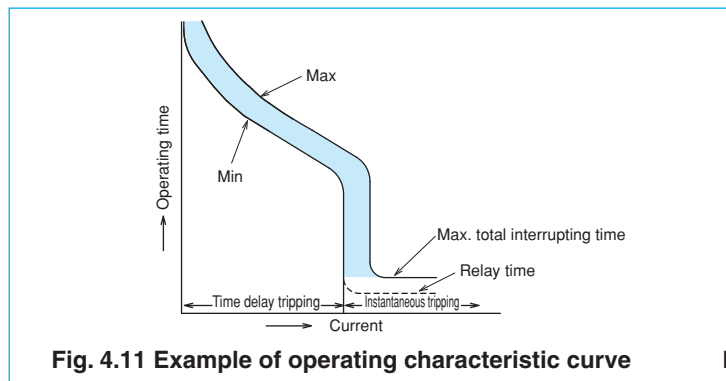 Max
Operating time
Min
Max. total interrupting time
Relay time
Time delay tripping
Instantaneous tripping
Current
Fig. 4.11 Example of operating characteristic curve